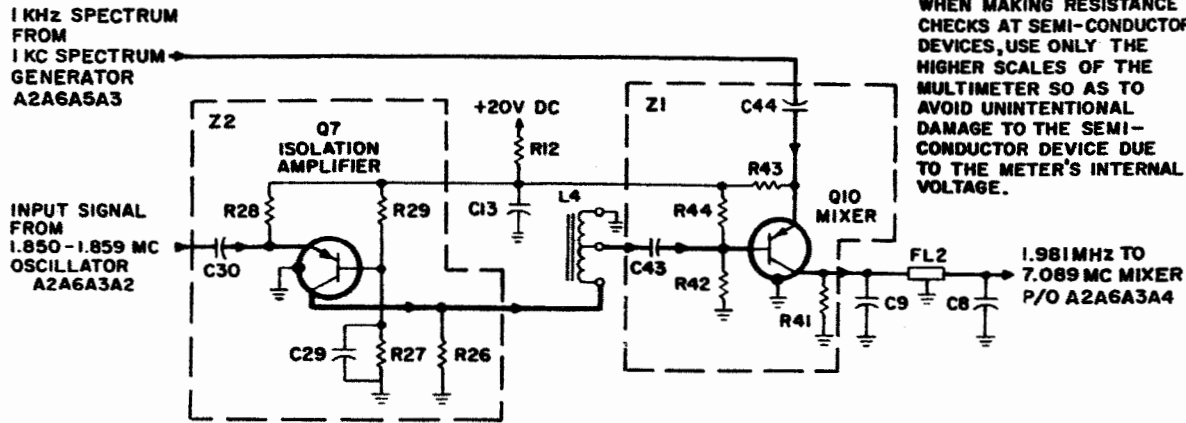 1 KHz SPECTRUM
FROM
1 KC SPECTRUM
GENERATOR
A2A6A5A3
WHEN MAKING RESISTANCE
CHECKS AT SEMI-CONDUCTOR
DEVICES, USE ONLY THE
HIGHER SCALES OF THE
MULTIMETER SO AS TO
AVOID UNINTENTIONAL
DAMAGE TO THE SEMI-
CONDUCTOR DEVICE DUE
TO THE METER'S INTERNAL
VOLTAGE.
Z2
Q7
ISOLATION
AMPLIFIER
+20V DC
R12
Z1
C44
R43
Q10
MIXER
INPUT SIGNAL
FROM
1.850-1.859 MC
OSCILLATOR
A2A6A3A2
R28
R29
C13
L4
R44
C30
C43
R42
FL2
1.981 MHz TO
7.089 MC MIXER
P/O A2A6A3A4
C29
R27
R26
R41
C9
C8